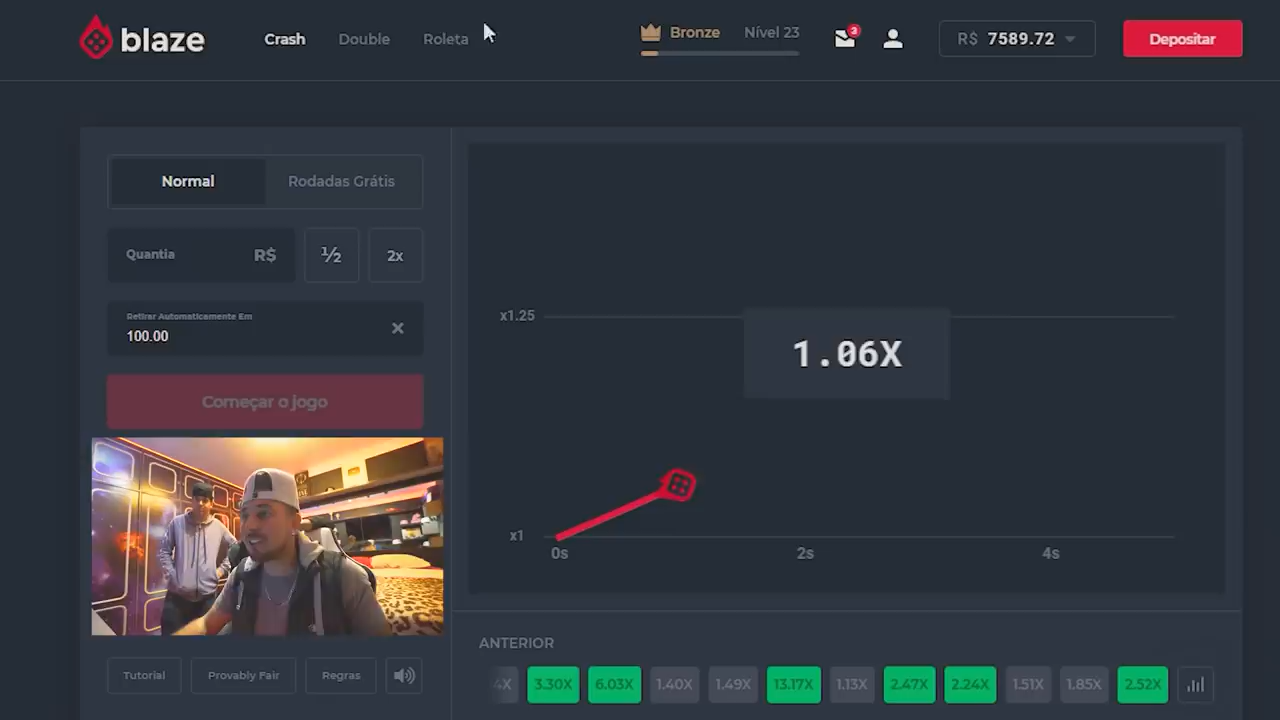 blaze
Crash Double Roleta
Bronze Nível 23
3
R$ 7589.72
Depositar
Normal Rodadas Grátis
Quantia R$ ½ 2x
Retirar Automaticamente Em
100.00
Começar o jogo
x1.25
1.06X
x1
0s 2s 4s
ANTERIOR
4X 3.30X 6.03X 1.40X 1.49X 13.17X 1.13X 2.47X 2.24X 1.51X 1.85X 2.52X
Tutorial Provably Fair Regras